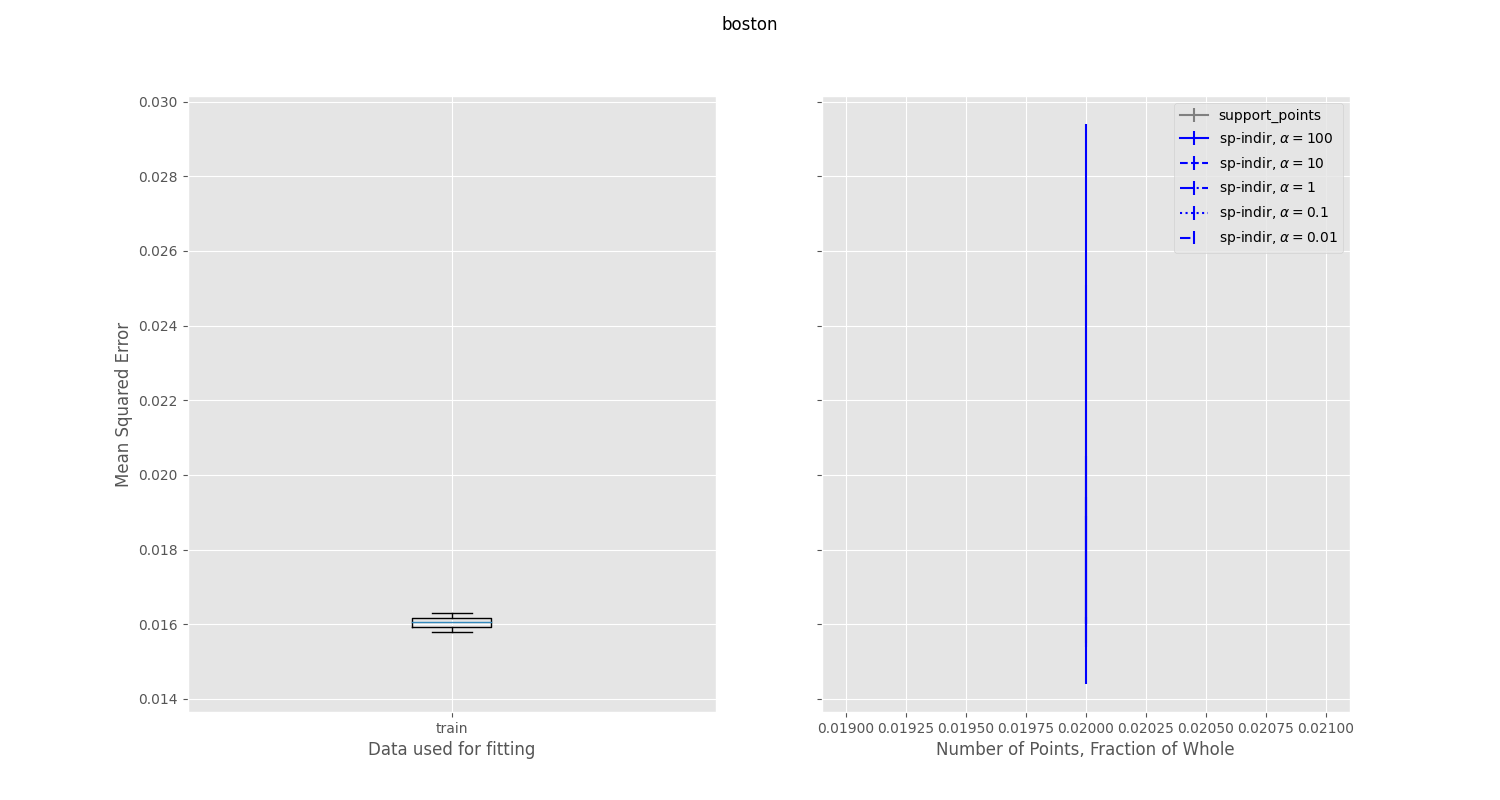 boston
0.030
0.028
0.026
0.024
0.022
0.020
0.018
0.016
0.014
Mean Squared Error
train
Data used for fitting
support_points
sp-indir, α = 100
sp-indir, α = 10
sp-indir, α = 1
sp-indir, α = 0.1
sp-indir, α = 0.01
0.01900 0.01925 0.01950 0.01975 0.02000 0.02025 0.02050 0.02075 0.02100
Number of Points, Fraction of Whole